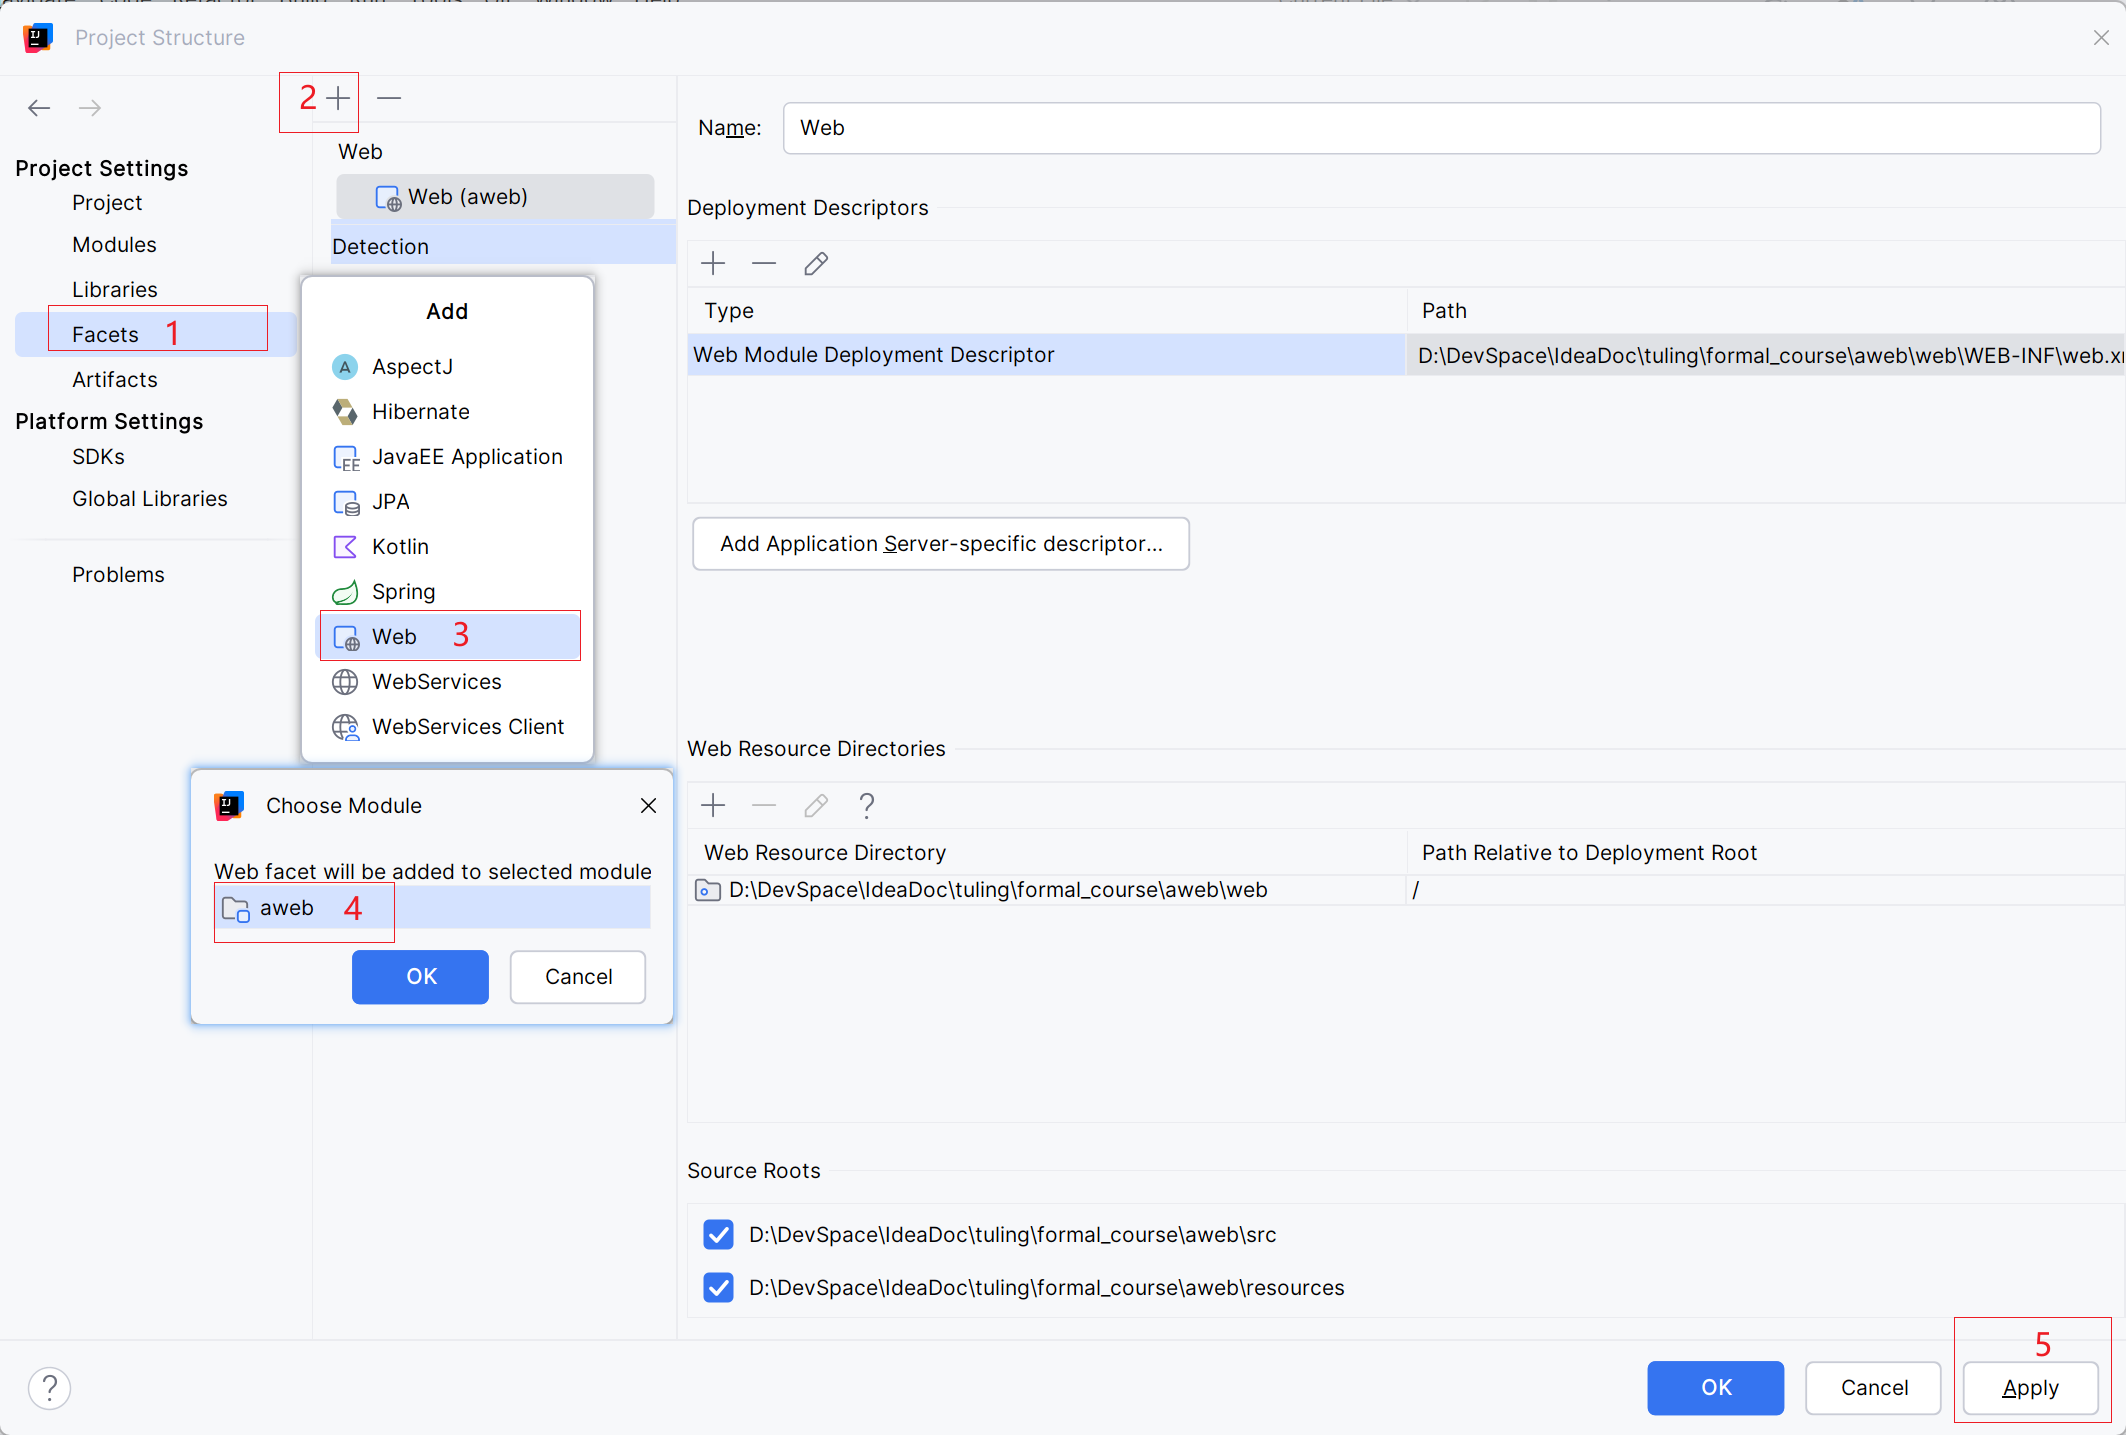 Project Structure
2
Project Settings
Project
Modules
Libraries
Facets 1
Artifacts
Platform Settings
SDKs
Global Libraries
Problems
Web
Web (aweb)
Detection
Add
AspectJ
Hibernate
JavaEE Application
JPA
Kotlin
Spring
Web 3
WebServices
WebServices Client
Choose Module
Web facet will be added to selected module
aweb 4
OK Cancel
Name: Web
Deployment Descriptors
Type Path
Web Module Deployment Descriptor D:\DevSpace\IdeaDoc\tuling\formal_course\aweb\web\WEB-INF\web.x
Add Application Server-specific descriptor...
Web Resource Directories
?
Web Resource Directory Path Relative to Deployment Root
D:\DevSpace\IdeaDoc\tuling\formal_course\aweb\web /
Source Roots
D:\DevSpace\IdeaDoc\tuling\formal_course\aweb\src
D:\DevSpace\IdeaDoc\tuling\formal_course\aweb\resources
5
? OK Cancel Apply